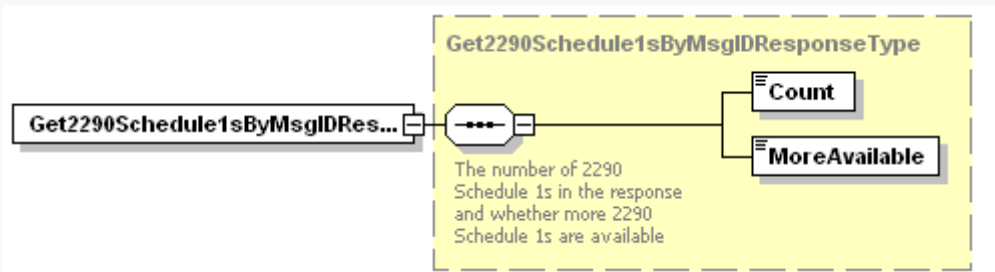 Get2290Schedule1sByMsgIDResponseType
Count
Get2290Schedule1sByMsgIDRes...
MoreAvailable
The number of 2290
Schedule 1s in the response
and whether more 2290
Schedule 1s are available